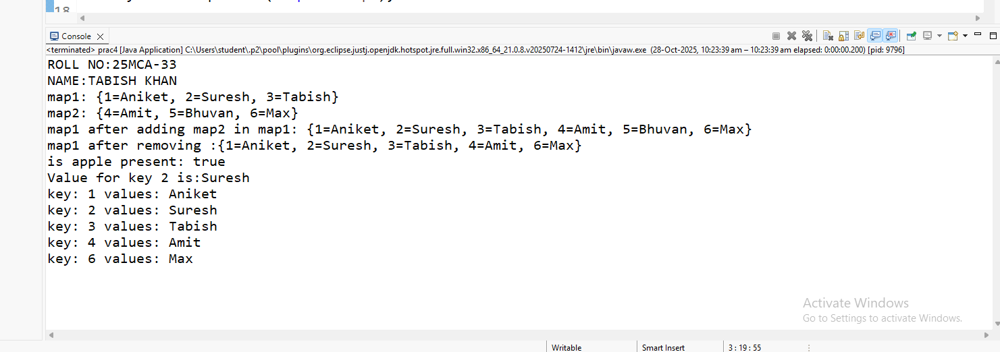 18
Console
<terminated> prac4 [Java Application] C:\Users\student\.p2\pool\plugins\org.eclipse.justj.openjdk.hotspot.jre.full.win32.x86_64_21.0.8.v20250724-1412\jre\bin\javaw.exe (28-Oct-2025, 10:23:39 am – 10:23:39 am elapsed: 0:00:00.200) [pid: 9796]
ROLL NO:25MCA-33
NAME:TABISH KHAN
map1: {1=Aniket, 2=Suresh, 3=Tabish}
map2: {4=Amit, 5=Bhuvan, 6=Max}
map1 after adding map2 in map1: {1=Aniket, 2=Suresh, 3=Tabish, 4=Amit, 5=Bhuvan, 6=Max}
map1 after removing :{1=Aniket, 2=Suresh, 3=Tabish, 4=Amit, 6=Max}
is apple present: true
Value for key 2 is:Suresh
key: 1 values: Aniket
key: 2 values: Suresh
key: 3 values: Tabish
key: 4 values: Amit
key: 6 values: Max
Activate Windows
Go to Settings to activate Windows.
Writable
Smart Insert
3 : 19 : 55